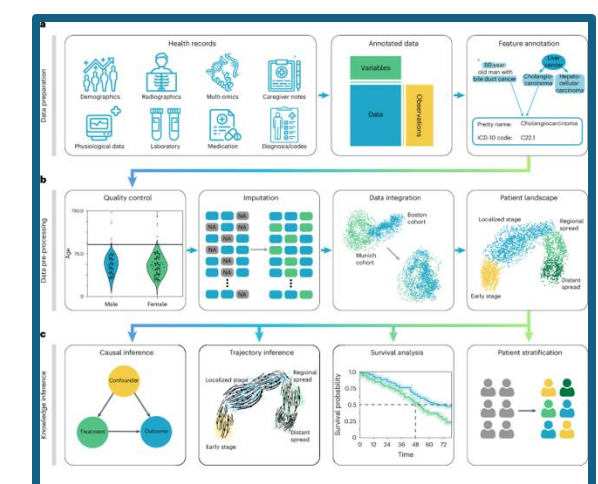 a
Data preparation
Health records
Demographics
Radiographics
Multi-omics
Caregiver notes
Physiological data
Laboratory
Medication
Diagnosis/codes
Annotated data
Variables
Data
Observations
Feature annotation
50 year
old man with
bile duct cancer
Liver
cancer
Cholangio-
carcinoma
Hepato-
cellular
carcinoma
Pretty name: Cholangiocarcinoma
ICD-10 code: C22.1
b
Data pre-processing
Quality control
Age
150.0
75.0
0
Male
Female
Imputation
NA
NA
NA
NA
NA
NA
NA
NA
Data integration
Boston
cohort
Munich
cohort
Patient landscape
Localized stage
Regional
spread
Distant
spread
Early stage
c
Knowledge inference
Causal inference
Confounder
Treatment
Outcome
Trajectory inference
Localized stage
Regional
spread
Distant
spread
Early stage
Survival analysis
Survival probability
1.0
0.5
0
0 12 24 36 48 60 72
Time
Patient stratification